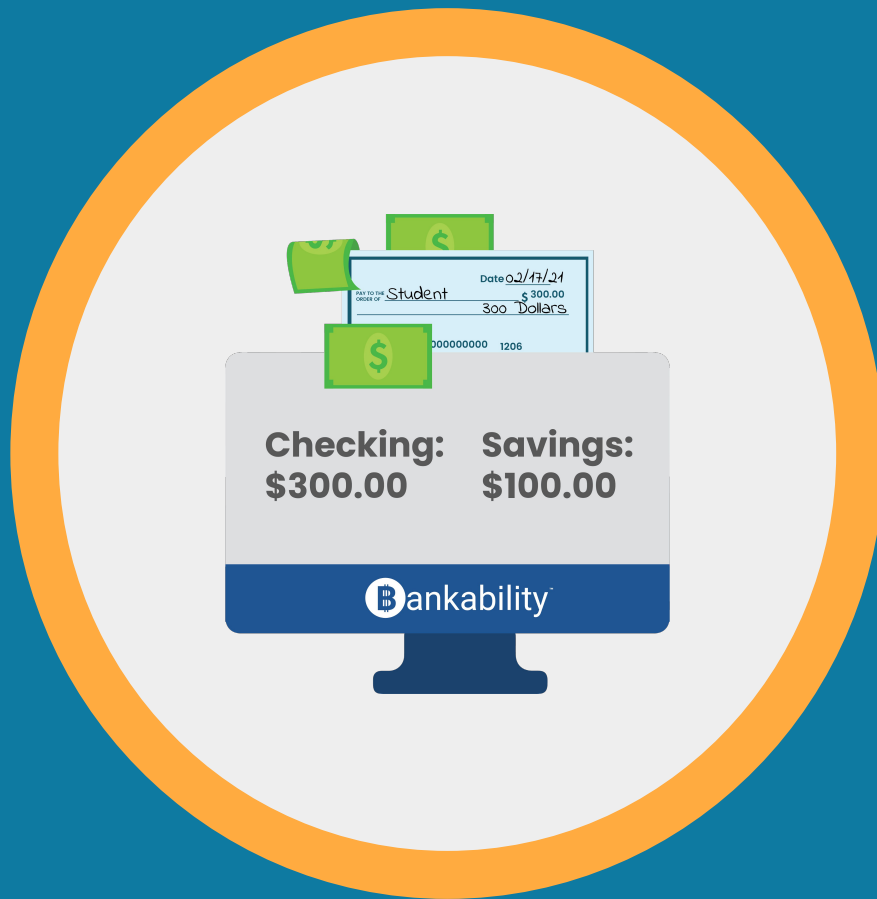 $
Date 02/17/21
PAY TO THE
ORDER OF Student $ 300.00
300 Dollars
000000000 1206
$
Checking: Savings:
$300.00 $100.00
Bankability™